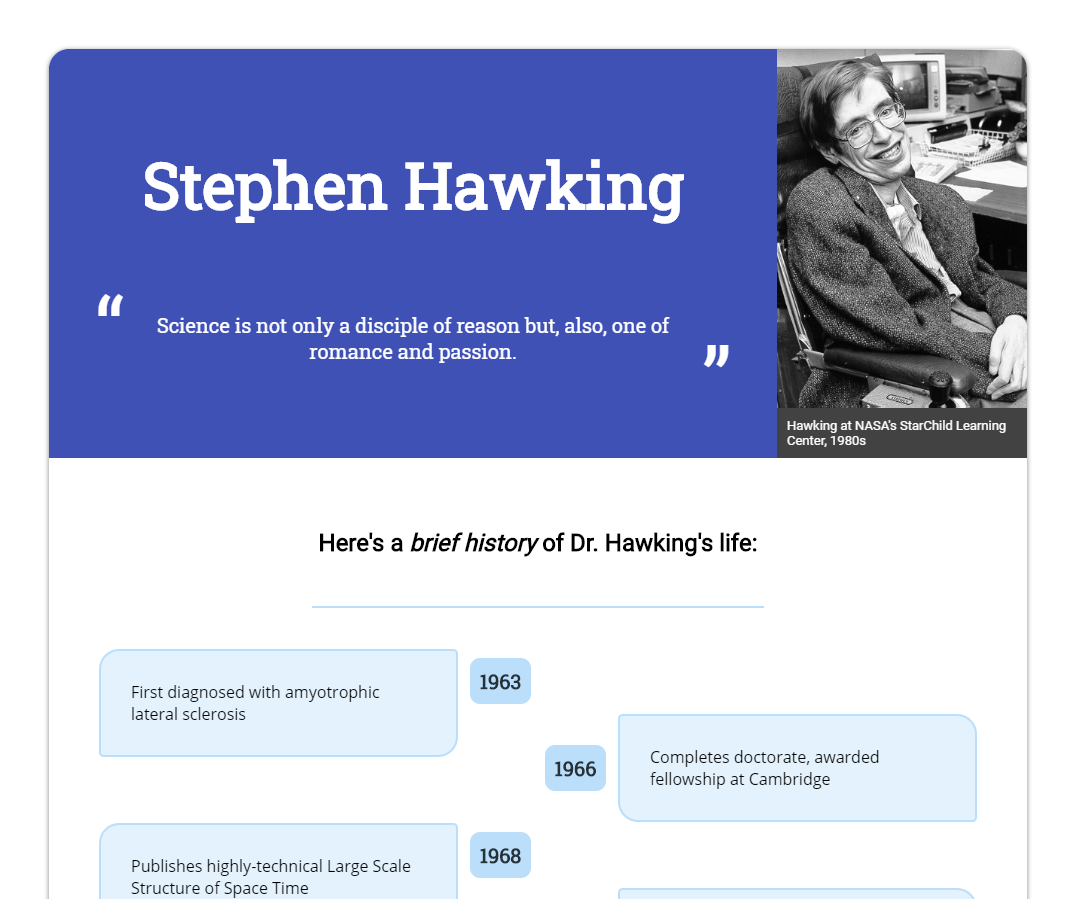 Stephen Hawking
“
Science is not only a disciple of reason but, also, one of
romance and passion.
”
Hawking at NASA's StarChild Learning
Center, 1980s
Here's a brief history of Dr. Hawking's life:
First diagnosed with amyotrophic
lateral sclerosis
1963
1966
Completes doctorate, awarded
fellowship at Cambridge
1968
Publishes highly-technical Large Scale
Structure of Space Time